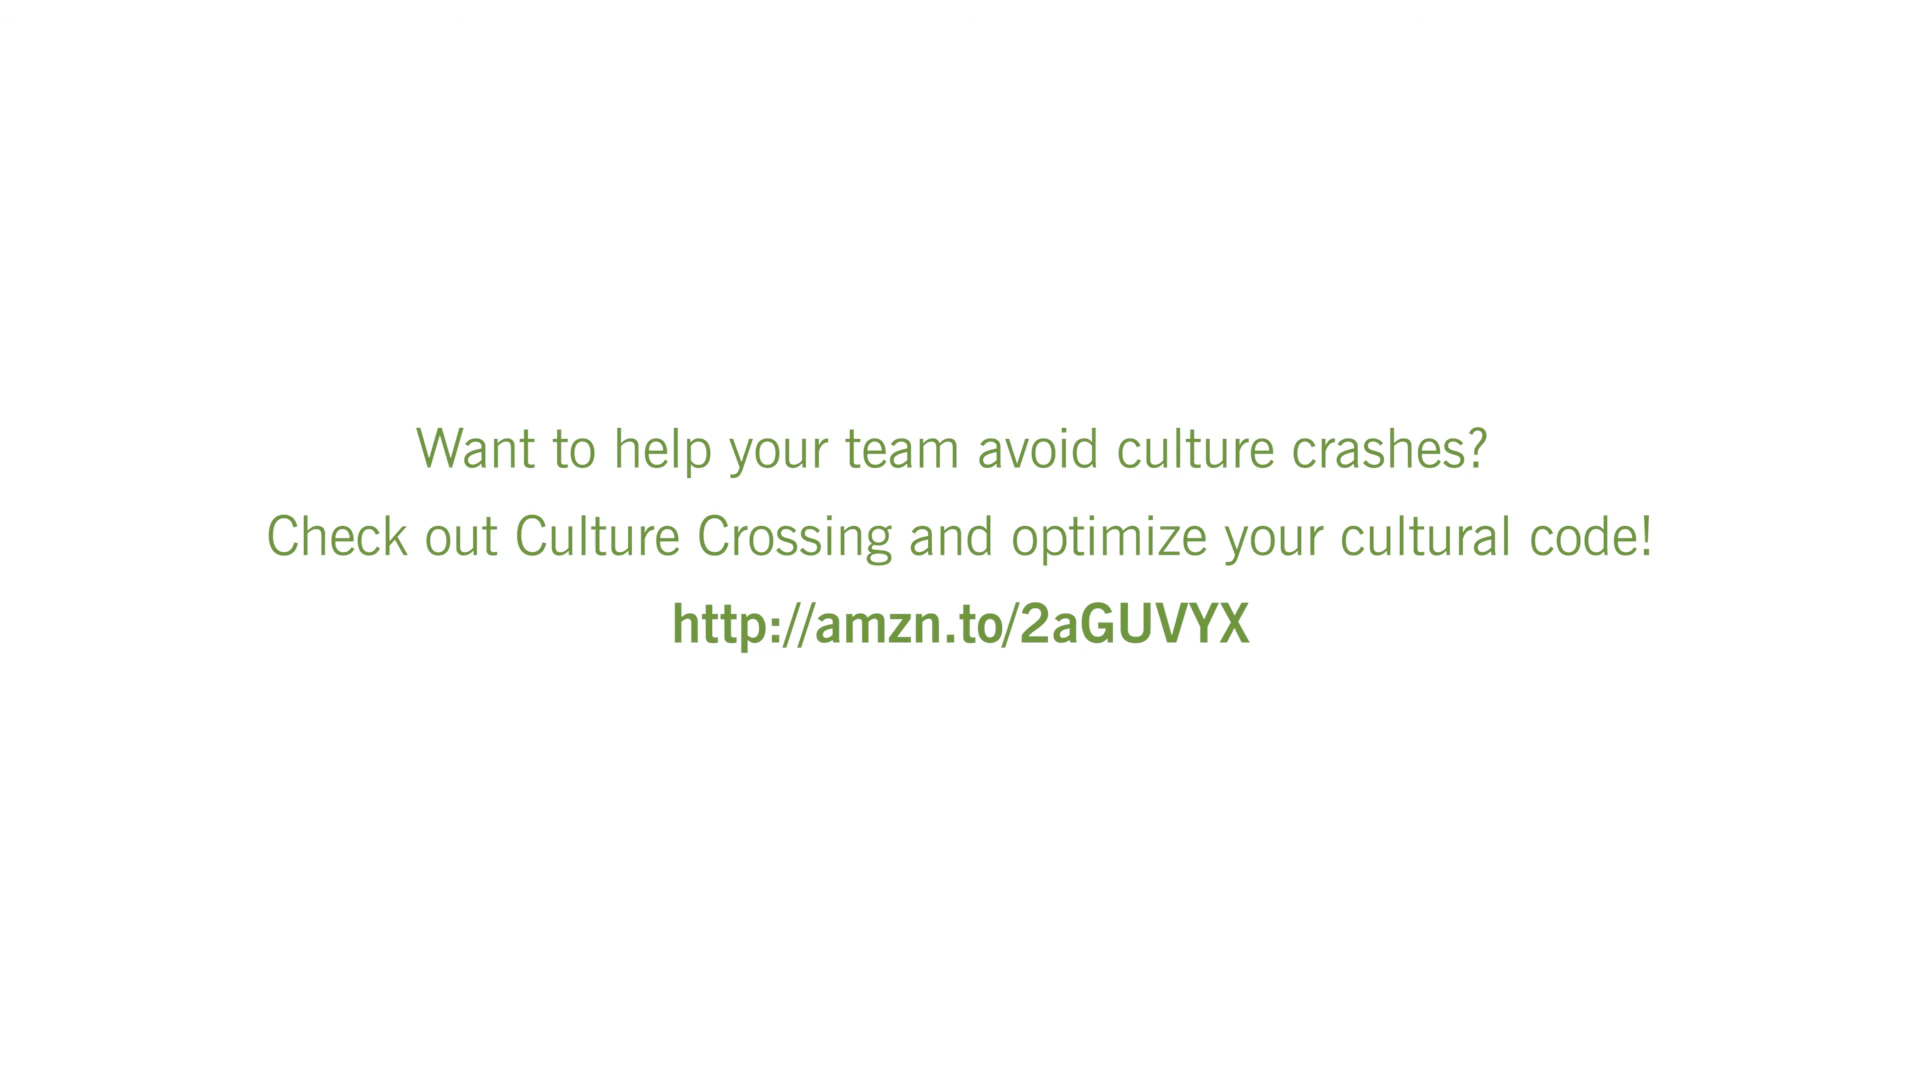 Want to help your team avoid culture crashes?
Check out Culture Crossing and optimize your cultural code!
http://amzn.to/2aGUVYX